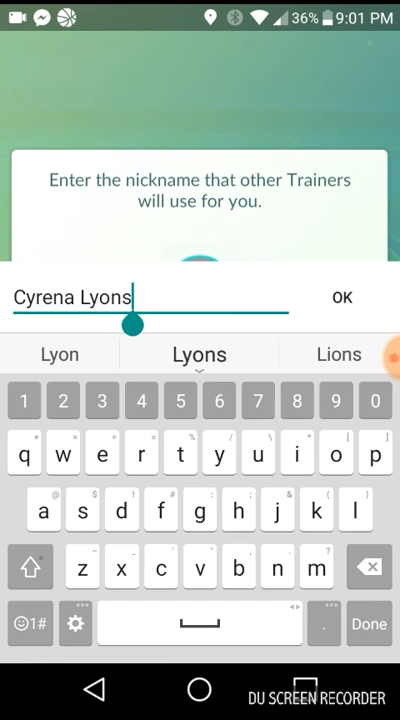 36% 9:01 PM
Enter the nickname that other Trainers
will use for you.
Cyrena Lyons OK
Lyon Lyons Lions
1 2 3 4 5 6 7 8 9 0
q w e r t y u i o p
a s d f g h j k l
z x c v b n m
1# . Done
DU SCREEN RECORDER